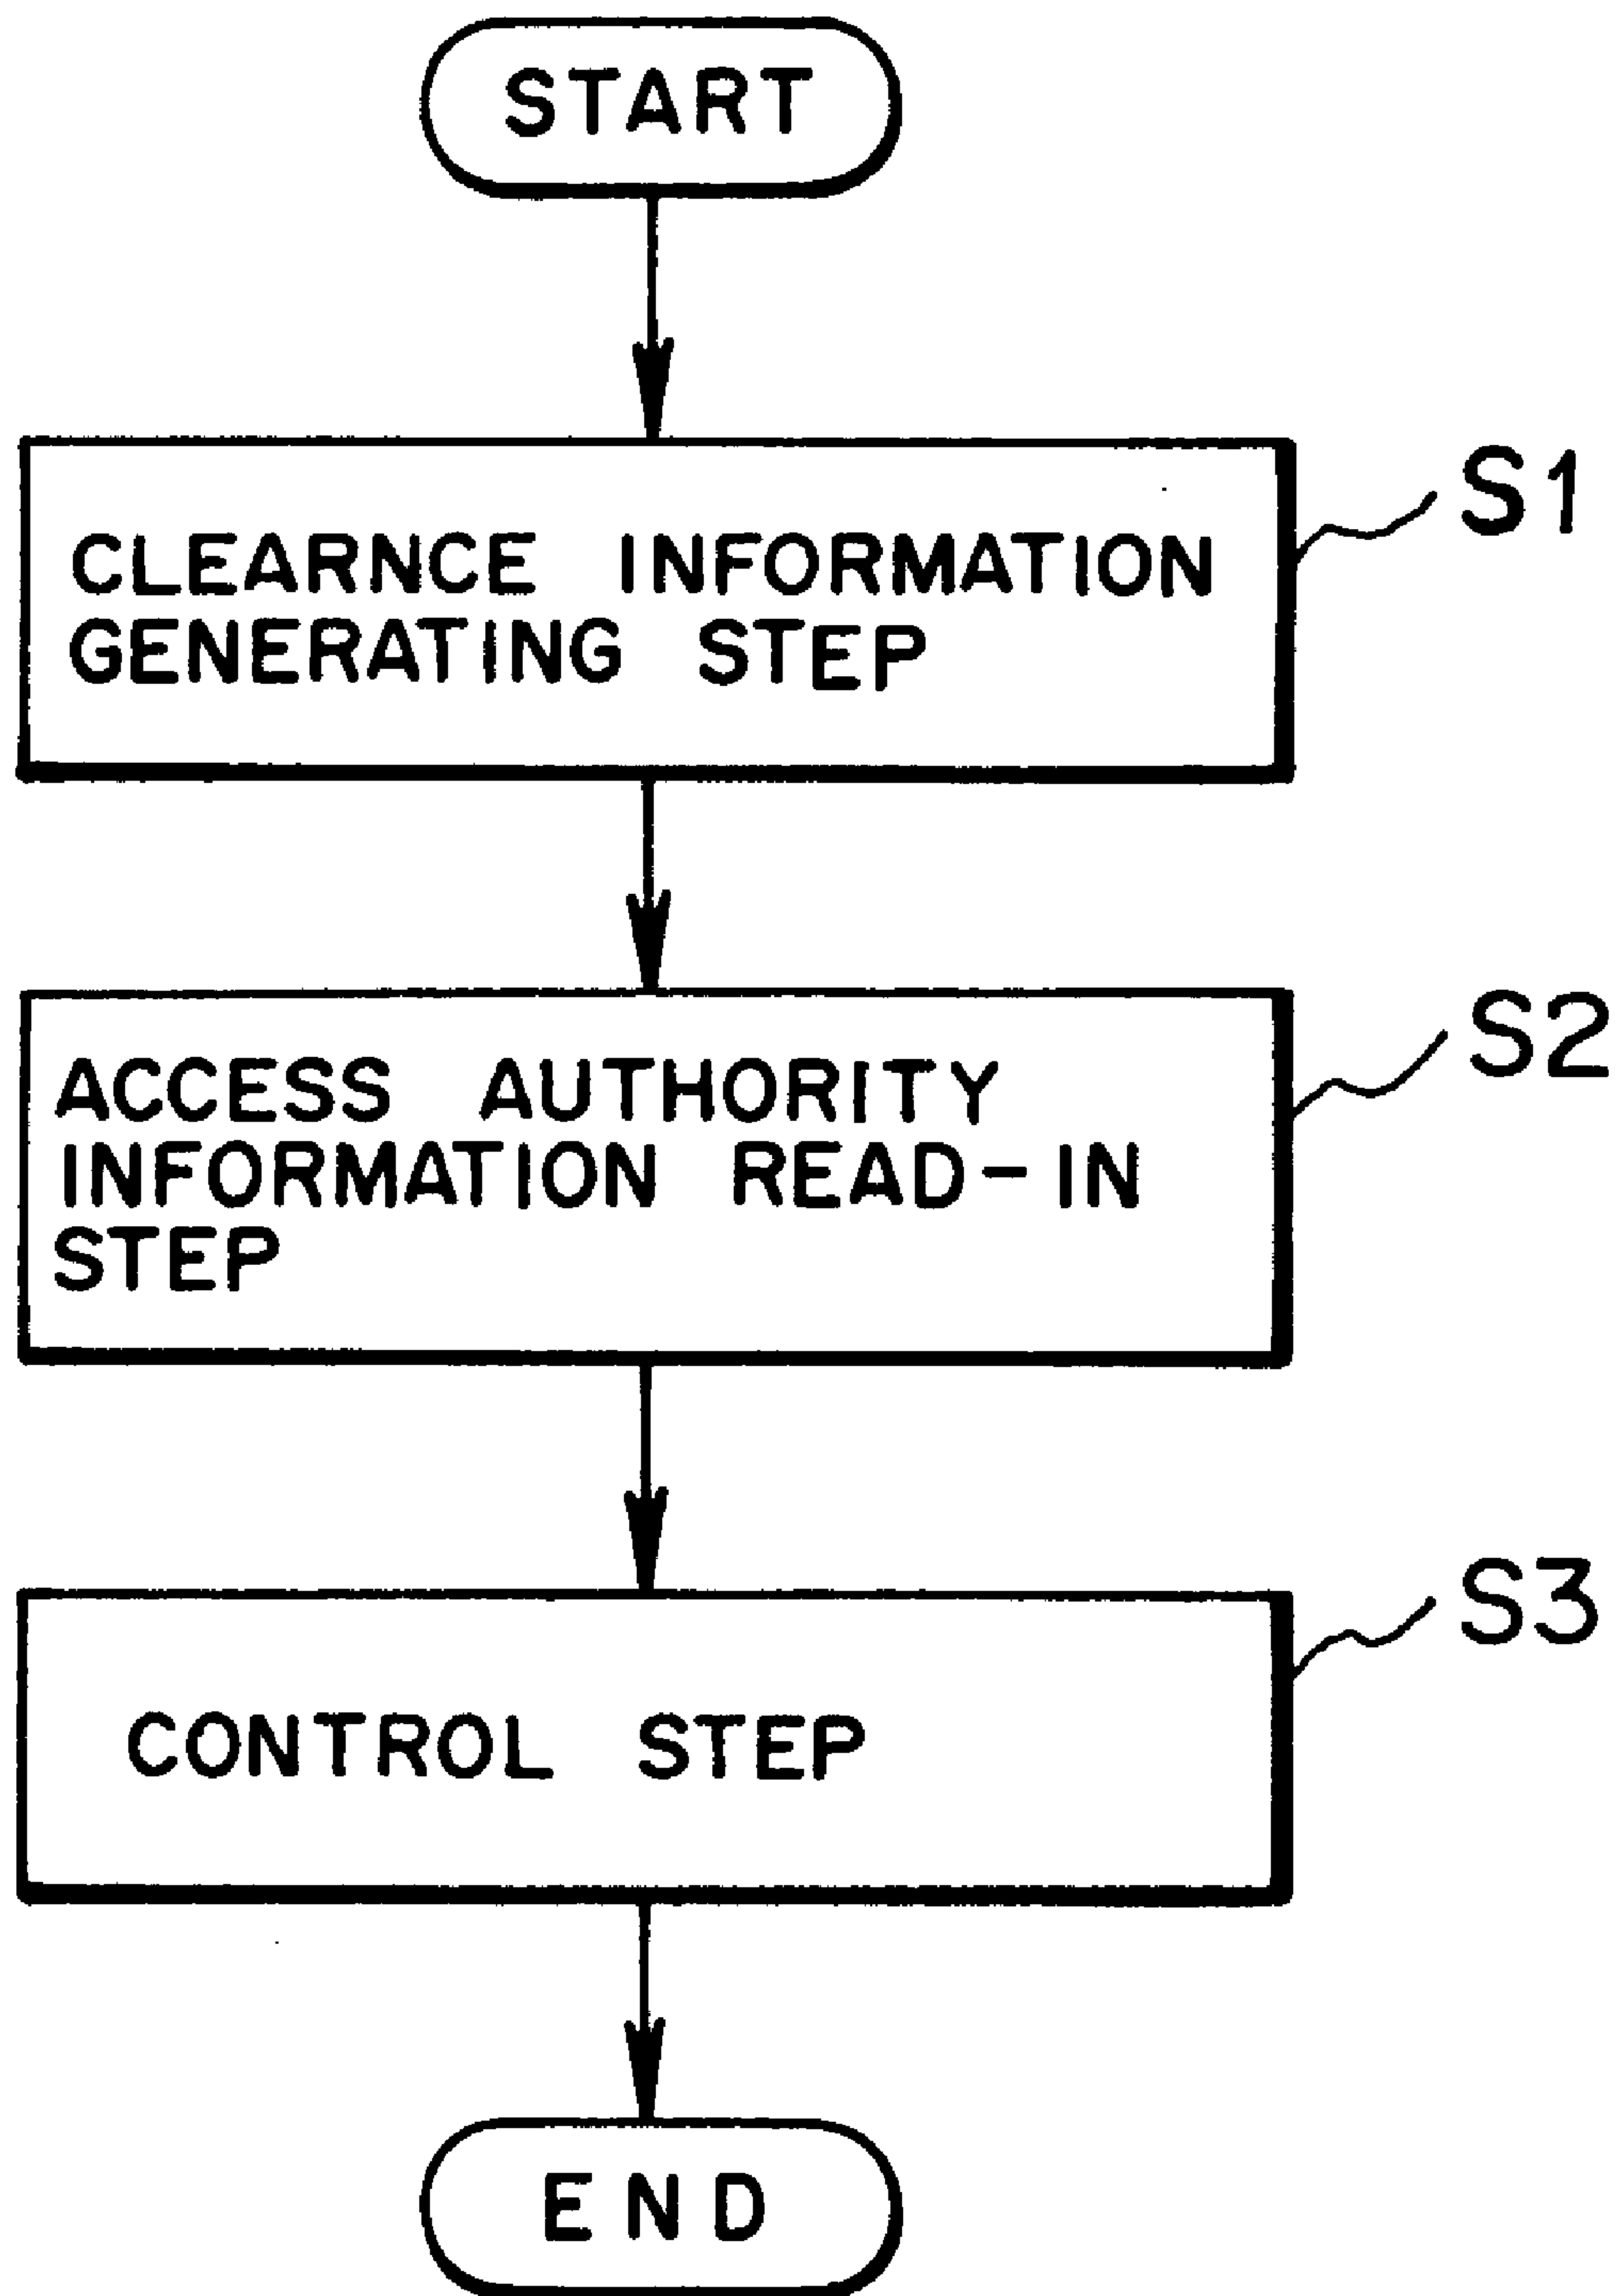 START
S1
CLEARNCE INFORMATION
GENERATING STEP
S2
ACCESS AUTHORITY
INFORMATION READ-IN
STEP
S3
CONTROL STEP
END